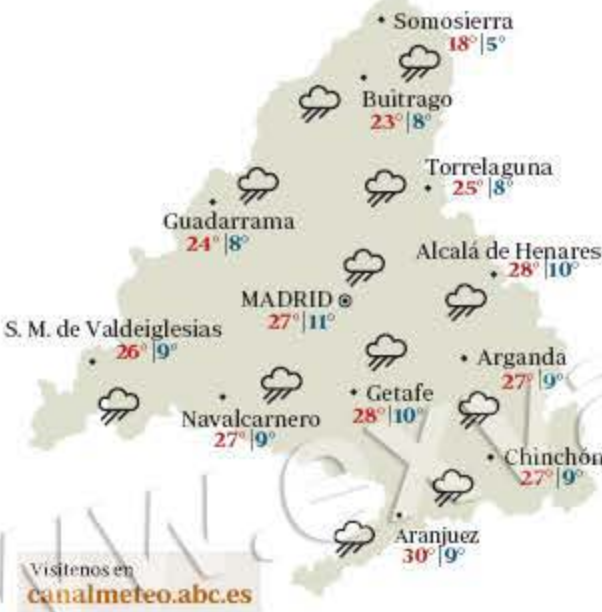 Somosierra
18°|5°
Buitrago
23°|8°
Torrelaguna
25°|8°
Guadarrama
24°|8°
Alcalá de Henares
28°|10°
MADRID
27°|11°
S. M. de Valdeiglesias
26°|9°
Arganda
27°|9°
Getafe
28°|10°
Navalcarnero
27°|9°
Chinchón
27°|9°
Aranjuez
30°|9°
Visítenos en
canalmeteo.abc.es